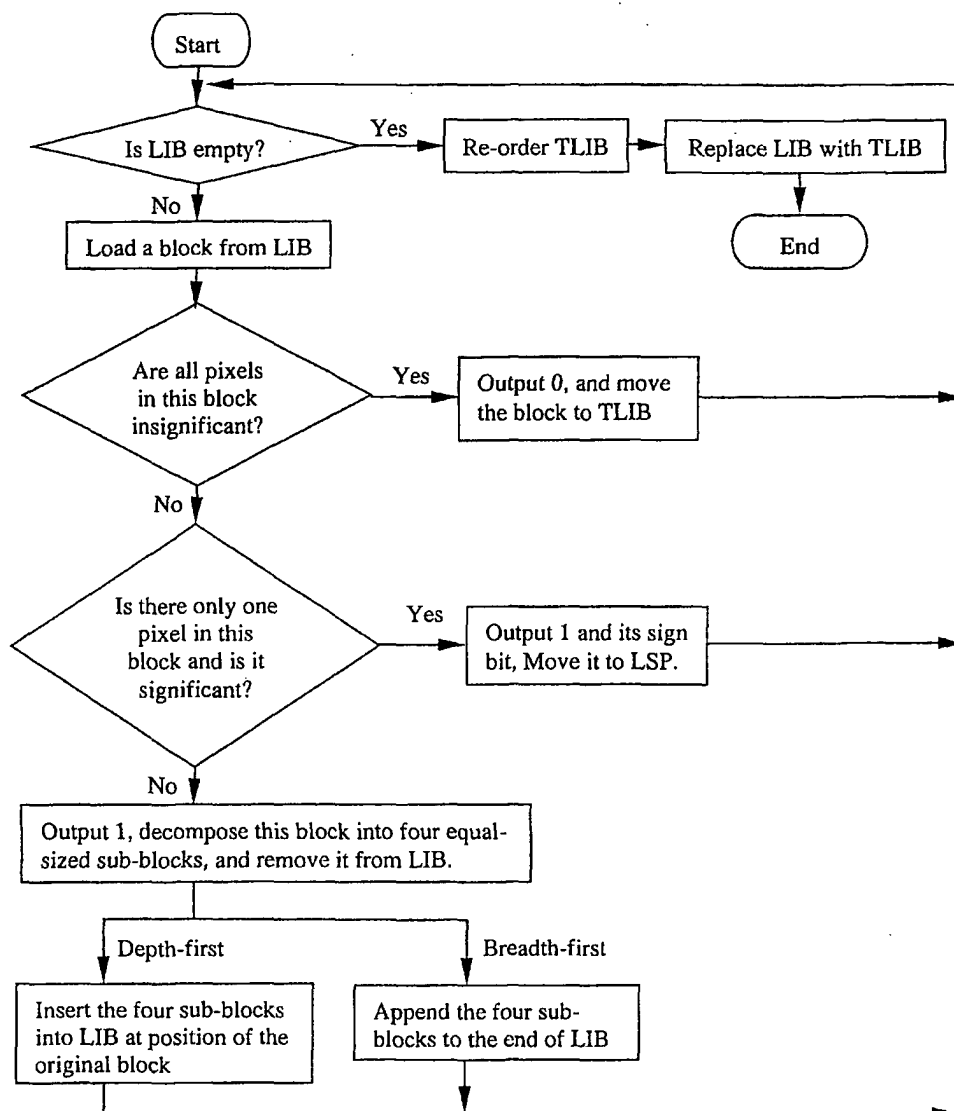 Start
Is LIB empty?
Yes
Re-order TLIB
Replace LIB with TLIB
End
No
Load a block from LIB
Are all pixels
in this block
insignificant?
Yes
Output 0, and move
the block to TLIB
No
Is there only one
pixel in this
block and is it
significant?
Yes
Output 1 and its sign
bit, Move it to LSP.
No
Output 1, decompose this block into four equal-
sized sub-blocks, and remove it from LIB.
Depth-first
Breadth-first
Insert the four sub-blocks
into LIB at position of the
original block
Append the four sub-
blocks to the end of LIB